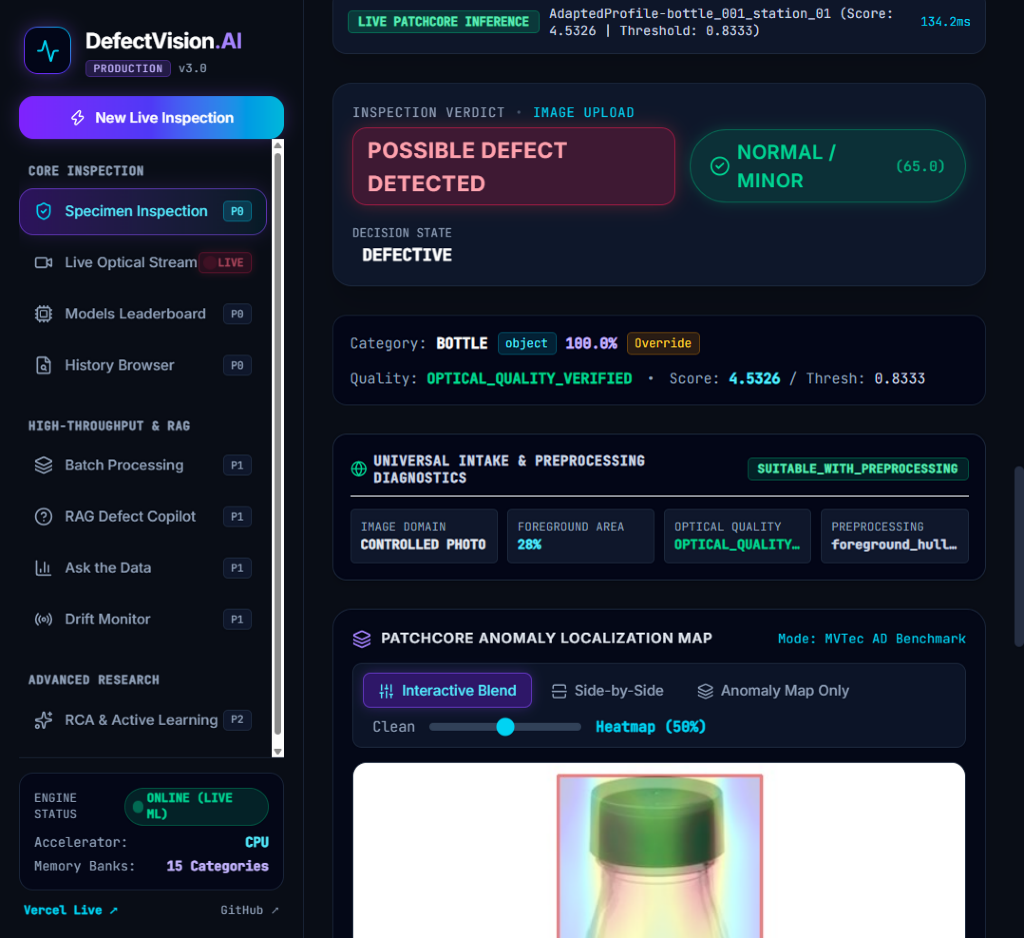 DefectVision.AI
PRODUCTION v3.0
New Live Inspection
CORE INSPECTION
Specimen Inspection P0
Live Optical Stream LIVE
Models Leaderboard P0
History Browser P0
HIGH-THROUGHPUT & RAG
Batch Processing P1
RAG Defect Copilot P1
Ask the Data P1
Drift Monitor P1
ADVANCED RESEARCH
RCA & Active Learning P2
ENGINE
STATUS
ONLINE (LIVE
ML)
Accelerator: CPU
Memory Banks: 15 Categories
Vercel Live ↗ GitHub ↗
LIVE PATCHCORE INFERENCE
AdaptedProfile-bottle_001_station_01 (Score:
4.5326 | Threshold: 0.8333)
134.2ms
INSPECTION VERDICT • IMAGE UPLOAD
POSSIBLE DEFECT
DETECTED
NORMAL /
MINOR
(65.0)
DECISION STATE
DEFECTIVE
Category: BOTTLE object 100.0% Override
Quality: OPTICAL_QUALITY_VERIFIED • Score: 4.5326 / Thresh: 0.8333
UNIVERSAL INTAKE & PREPROCESSING
DIAGNOSTICS
SUITABLE_WITH_PREPROCESSING
IMAGE DOMAIN
CONTROLLED PHOTO
FOREGROUND AREA
28%
OPTICAL QUALITY
OPTICAL_QUALITY…
PREPROCESSING
foreground_hull…
PATCHCORE ANOMALY LOCALIZATION MAP
Mode: MVTec AD Benchmark
Interactive Blend Side-by-Side Anomaly Map Only
Clean Heatmap (50%)